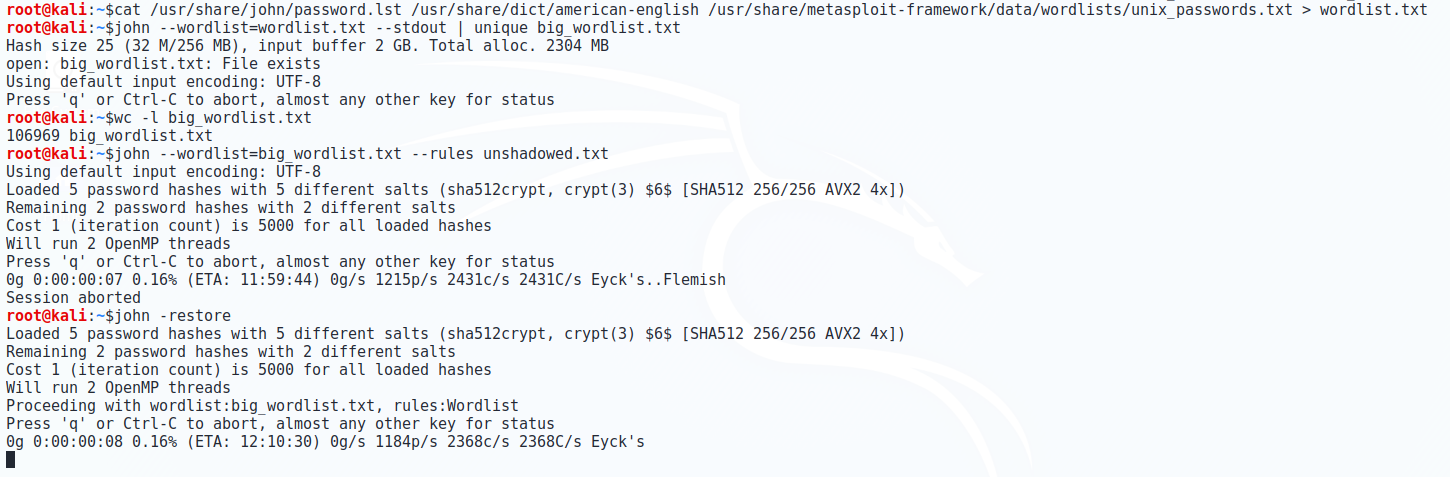 root@kali:~$cat /usr/share/john/password.lst /usr/share/dict/american-english /usr/share/metasploit-framework/data/wordlists/unix_passwords.txt > wordlist.txt
root@kali:~$john --wordlist=wordlist.txt --stdout | unique big_wordlist.txt
Hash size 25 (32 M/256 MB), input buffer 2 GB. Total alloc. 2304 MB
open: big_wordlist.txt: File exists
Using default input encoding: UTF-8
Press 'q' or Ctrl-C to abort, almost any other key for status
root@kali:~$wc -l big_wordlist.txt
106969 big_wordlist.txt
root@kali:~$john --wordlist=big_wordlist.txt --rules unshadowed.txt
Using default input encoding: UTF-8
Loaded 5 password hashes with 5 different salts (sha512crypt, crypt(3) $6$ [SHA512 256/256 AVX2 4x])
Remaining 2 password hashes with 2 different salts
Cost 1 (iteration count) is 5000 for all loaded hashes
Will run 2 OpenMP threads
Press 'q' or Ctrl-C to abort, almost any other key for status
0g 0:00:00:07 0.16% (ETA: 11:59:44) 0g/s 1215p/s 2431c/s 2431C/s Eyck's..Flemish
Session aborted
root@kali:~$john -restore
Loaded 5 password hashes with 5 different salts (sha512crypt, crypt(3) $6$ [SHA512 256/256 AVX2 4x])
Remaining 2 password hashes with 2 different salts
Cost 1 (iteration count) is 5000 for all loaded hashes
Will run 2 OpenMP threads
Proceeding with wordlist:big_wordlist.txt, rules:Wordlist
Press 'q' or Ctrl-C to abort, almost any other key for status
0g 0:00:00:08 0.16% (ETA: 12:10:30) 0g/s 1184p/s 2368c/s 2368C/s Eyck's